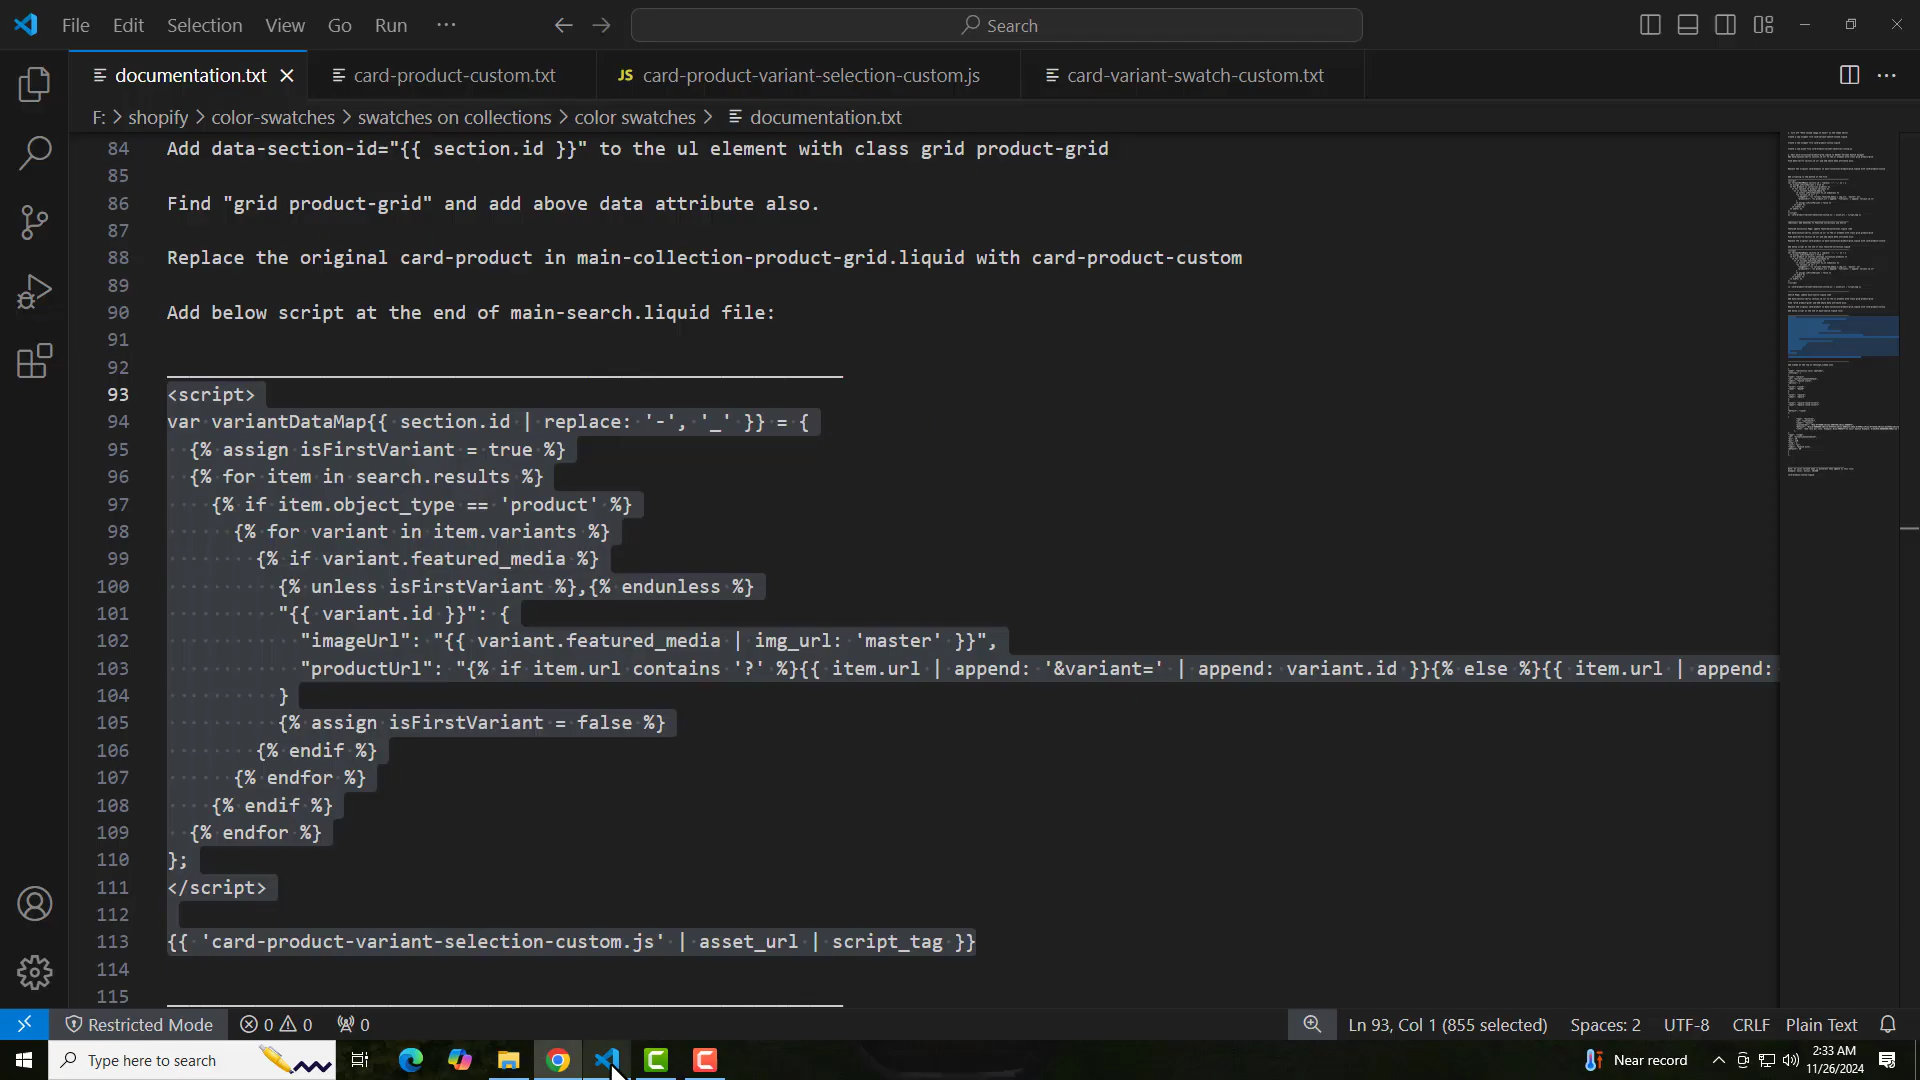 File Edit Selection View Go Run ··· Search
documentation.txt card-product-custom.txt JS card-product-variant-selection-custom.js card-variant-swatch-custom.txt
F: > shopify > color-swatches > swatches on collections > color swatches > documentation.txt
84 Add data-section-id="{{ section.id }}" to the ul element with class grid product-grid
85
86 Find "grid product-grid" and add above data attribute also.
87
88 Replace the original card-product in main-collection-product-grid.liquid with card-product-custom
89
90 Add below script at the end of main-search.liquid file:
91
92 _____________________________________________________________
93 <script>
94 var variantDataMap{{ section.id | replace: '-', '_' }} = {
95 {% assign isFirstVariant = true %}
96 {% for item in search.results %}
97 {% if item.object_type == 'product' %}
98 {% for variant in item.variants %}
99 {% if variant.featured_media %}
100 {% unless isFirstVariant %},{% endunless %}
101 "{{ variant.id }}": {
102 "imageUrl": "{{ variant.featured_media | img_url: 'master' }}",
103 "productUrl": "{% if item.url contains '?' %}{{ item.url | append: '&variant=' | append: variant.id }}{% else %}{{ item.url | append:
104 }
105 {% assign isFirstVariant = false %}
106 {% endif %}
107 {% endfor %}
108 {% endif %}
109 {% endfor %}
110 };
111 </script>
112
113 {{ 'card-product-variant-selection-custom.js' | asset_url | script_tag }}
114
115 _____________________________________________________________
Restricted Mode 0 0 0 Ln 93, Col 1 (855 selected) Spaces: 2 UTF-8 CRLF Plain Text
Type here to search Near record 2:33 AM
11/26/2024